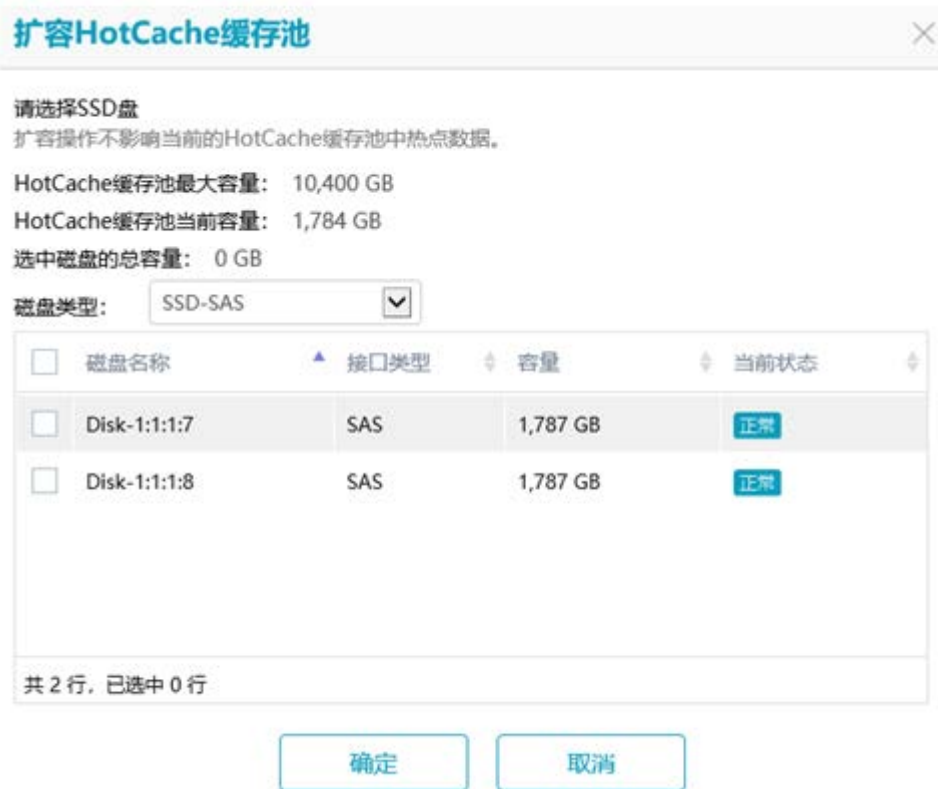 扩容HotCache缓存池
请选择SSD盘
扩容操作不影响当前的HotCache缓存池中热点数据。
HotCache缓存池最大容量： 10,400 GB
HotCache缓存池当前容量： 1,784 GB
选中磁盘的总容量： 0 GB
磁盘类型： SSD-SAS
磁盘名称 接口类型 容量 当前状态
Disk-1:1:1:7 SAS 1,787 GB 正常
Disk-1:1:1:8 SAS 1,787 GB 正常
共 2 行，已选中 0 行
确定 取消